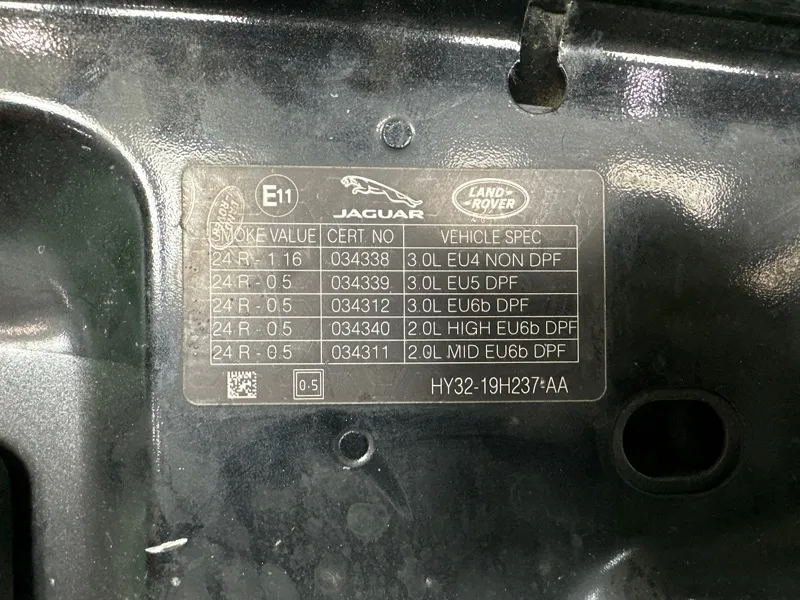 E11 JAGUAR LAND ROVER
SMOKE VALUE CERT. NO VEHICLE SPEC
24 R - 1.16 034338 3.0L EU4 NON DPF
24 R - 0.5 034339 3.0L EU5 DPF
24 R - 0.5 034312 3.0L EU6b DPF
24 R - 0.5 034340 2.0L HIGH EU6b DPF
24 R - 0.5 034311 2.0L MID EU6b DPF
0.5 HY32-19H237-AA